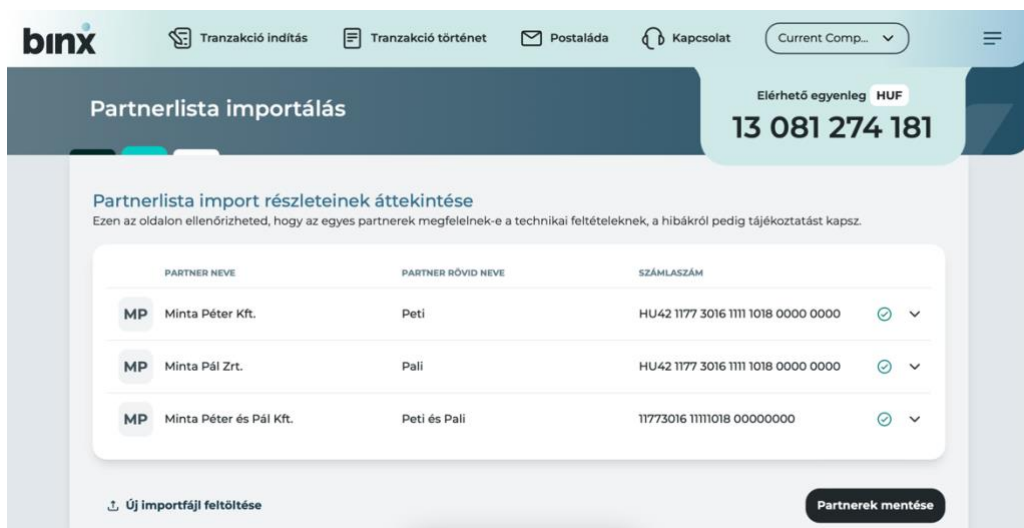 binx
Tranzakció indítás
Tranzakció történet
Postaláda
Kapcsolat
Current Comp...
Partnerlista importálás
Elérhető egyenleg HUF
13 081 274 181
Partnerlista import részleteinek áttekintése
Ezen az oldalon ellenőrizheted, hogy az egyes partnerek megfelelnek-e a technikai feltételeknek, a hibákról pedig tájékoztatást kapsz.
PARTNER NEVE PARTNER RÖVID NEVE SZÁMLASZÁM
MP Minta Péter Kft. Peti HU42 1177 3016 1111 1018 0000 0000
MP Minta Pál Zrt. Pali HU42 1177 3016 1111 1018 0000 0000
MP Minta Péter és Pál Kft. Peti és Pali 11773016 11111018 00000000
Új importfájl feltöltése
Partnerek mentése